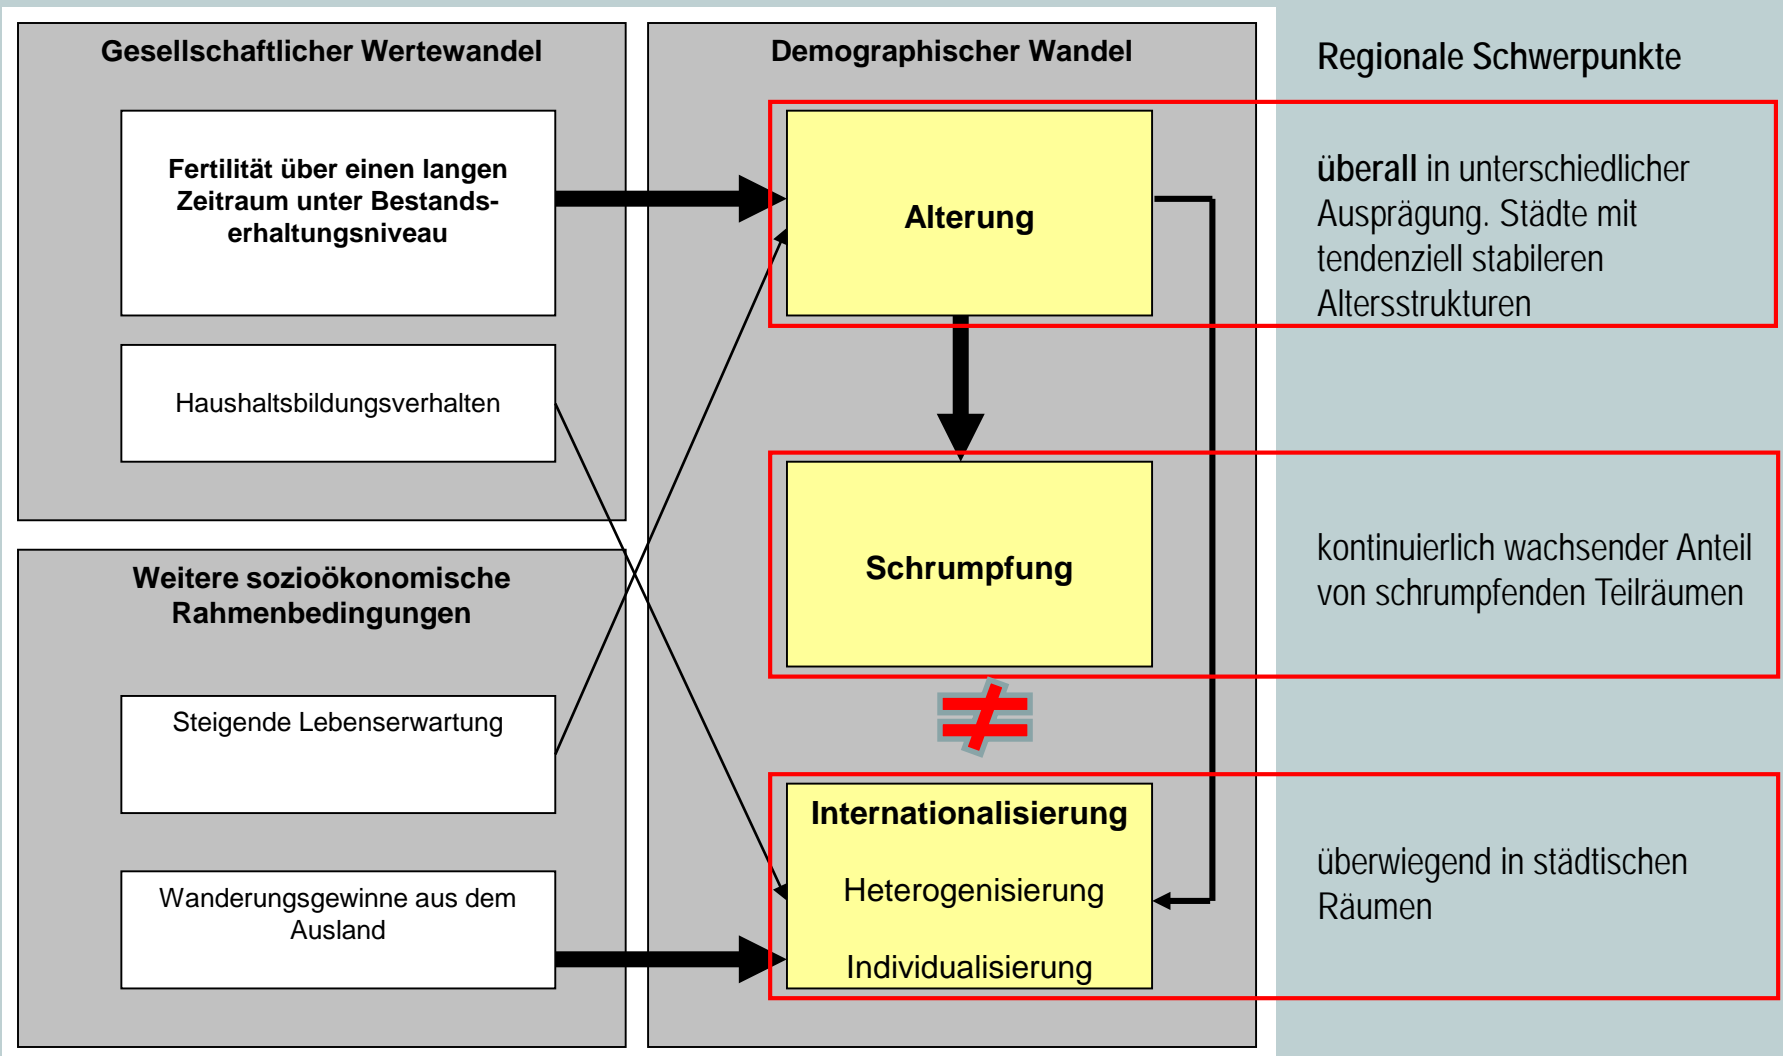 Gesellschaftlicher Wertewandel
Fertilität über einen langen
Zeitraum unter Bestands-
erhaltungsniveau
Haushaltsbildungsverhalten
Weitere sozioökonomische
Rahmenbedingungen
Steigende Lebenserwartung
Wanderungsgewinne aus dem
Ausland
Demographischer Wandel
Alterung
Schrumpfung
≠
Internationalisierung
Heterogenisierung
Individualisierung
Regionale Schwerpunkte
überall in unterschiedlicher
Ausprägung. Städte mit
tendenziell stabileren
Altersstrukturen
kontinuierlich wachsender Anteil
von schrumpfenden Teilräumen
überwiegend in städtischen
Räumen